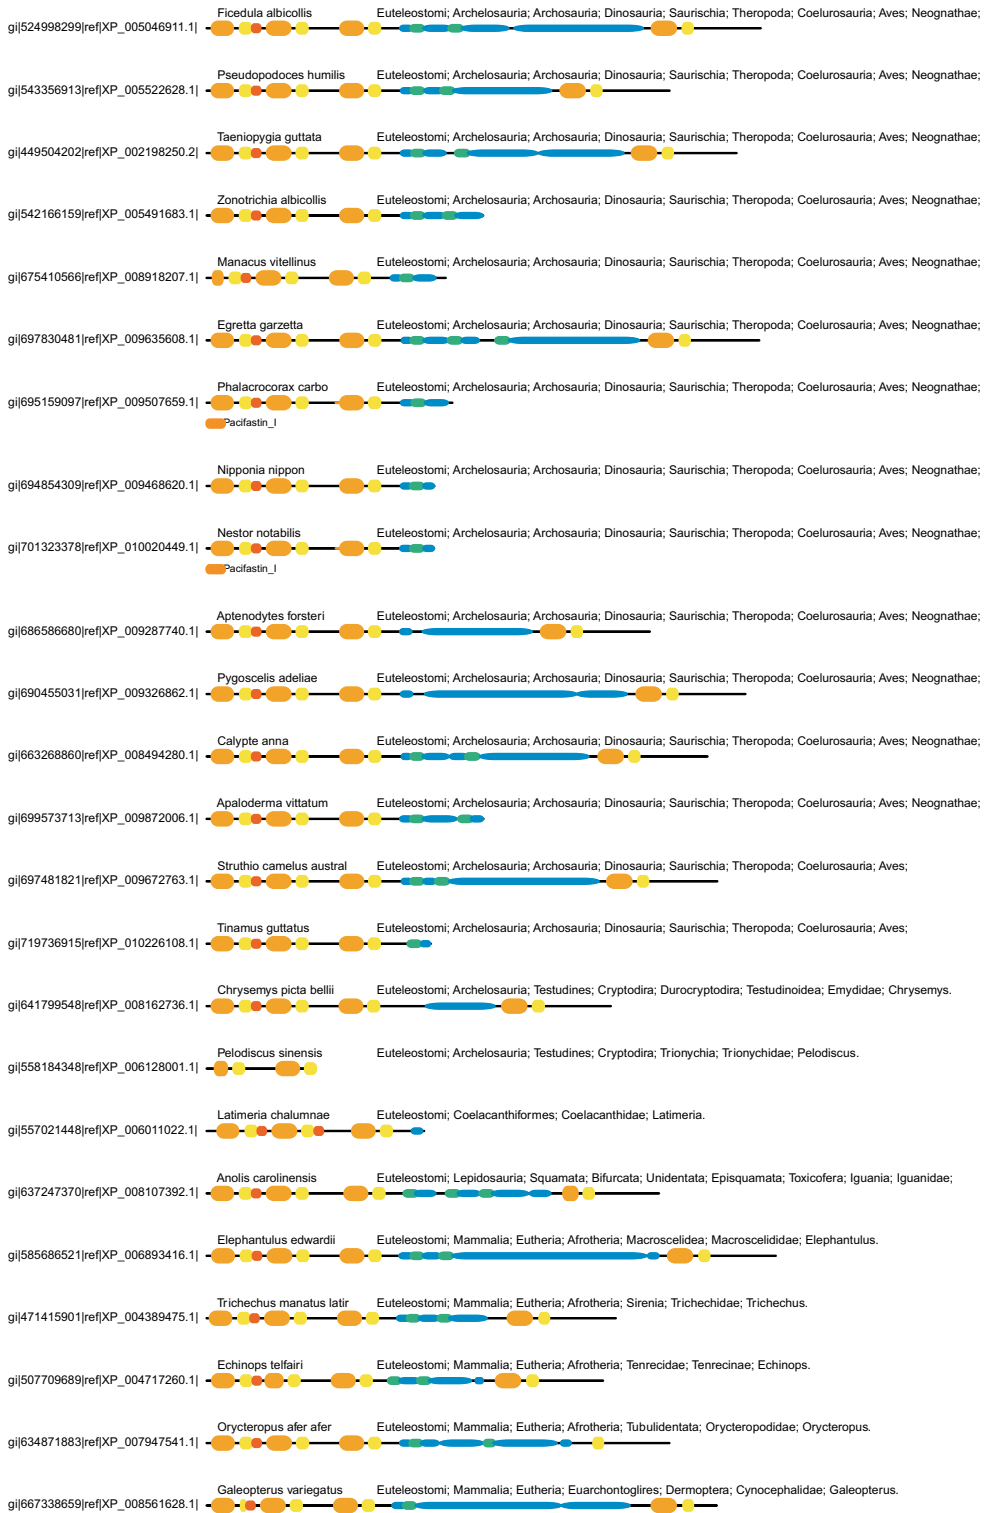 Ficedula albicollis Euteleostomi; Archelosauria; Archosauria; Dinosauria; Saurischia; Theropoda; Coelurosauria; Aves; Neognathae;
gi|524998299|ref|XP_005046911.1|
Pseudopodoces humilis Euteleostomi; Archelosauria; Archosauria; Dinosauria; Saurischia; Theropoda; Coelurosauria; Aves; Neognathae;
gi|543356913|ref|XP_005522628.1|
Taeniopygia guttata Euteleostomi; Archelosauria; Archosauria; Dinosauria; Saurischia; Theropoda; Coelurosauria; Aves; Neognathae;
gi|449504202|ref|XP_002198250.2|
Zonotrichia albicollis Euteleostomi; Archelosauria; Archosauria; Dinosauria; Saurischia; Theropoda; Coelurosauria; Aves; Neognathae;
gi|542166159|ref|XP_005491683.1|
Manacus vitellinus Euteleostomi; Archelosauria; Archosauria; Dinosauria; Saurischia; Theropoda; Coelurosauria; Aves; Neognathae;
gi|675410566|ref|XP_008918207.1|
Egretta garzetta Euteleostomi; Archelosauria; Archosauria; Dinosauria; Saurischia; Theropoda; Coelurosauria; Aves; Neognathae;
gi|697830481|ref|XP_009635608.1|
Phalacrocorax carbo Euteleostomi; Archelosauria; Archosauria; Dinosauria; Saurischia; Theropoda; Coelurosauria; Aves; Neognathae;
gi|695159097|ref|XP_009507659.1|
Pacifastin_I
Nipponia nippon Euteleostomi; Archelosauria; Archosauria; Dinosauria; Saurischia; Theropoda; Coelurosauria; Aves; Neognathae;
gi|694854309|ref|XP_009468620.1|
Nestor notabilis Euteleostomi; Archelosauria; Archosauria; Dinosauria; Saurischia; Theropoda; Coelurosauria; Aves; Neognathae;
gi|701323378|ref|XP_010020449.1|
Pacifastin_I
Aptenodytes forsteri Euteleostomi; Archelosauria; Archosauria; Dinosauria; Saurischia; Theropoda; Coelurosauria; Aves; Neognathae;
gi|686586680|ref|XP_009287740.1|
Pygoscelis adeliae Euteleostomi; Archelosauria; Archosauria; Dinosauria; Saurischia; Theropoda; Coelurosauria; Aves; Neognathae;
gi|690455031|ref|XP_009326862.1|
Calypte anna Euteleostomi; Archelosauria; Archosauria; Dinosauria; Saurischia; Theropoda; Coelurosauria; Aves; Neognathae;
gi|663268860|ref|XP_008494280.1|
Apaloderma vittatum Euteleostomi; Archelosauria; Archosauria; Dinosauria; Saurischia; Theropoda; Coelurosauria; Aves; Neognathae;
gi|699573713|ref|XP_009872006.1|
Struthio camelus austral Euteleostomi; Archelosauria; Archosauria; Dinosauria; Saurischia; Theropoda; Coelurosauria; Aves;
gi|697481821|ref|XP_009672763.1|
Tinamus guttatus Euteleostomi; Archelosauria; Archosauria; Dinosauria; Saurischia; Theropoda; Coelurosauria; Aves;
gi|719736915|ref|XP_010226108.1|
Chrysemys picta bellii Euteleostomi; Archelosauria; Testudines; Cryptodira; Durocryptodira; Testudinoidea; Emydidae; Chrysemys.
gi|641799548|ref|XP_008162736.1|
Pelodiscus sinensis Euteleostomi; Archelosauria; Testudines; Cryptodira; Trionychia; Trionychidae; Pelodiscus.
gi|558184348|ref|XP_006128001.1|
Latimeria chalumnae Euteleostomi; Coelacanthiformes; Coelacanthidae; Latimeria.
gi|557021448|ref|XP_006011022.1|
Anolis carolinensis Euteleostomi; Lepidosauria; Squamata; Bifurcata; Unidentata; Episquamata; Toxicofera; Iguania; Iguanidae;
gi|637247370|ref|XP_008107392.1|
Elephantulus edwardii Euteleostomi; Mammalia; Eutheria; Afrotheria; Macroscelidea; Macroscelididae; Elephantulus.
gi|585686521|ref|XP_006893416.1|
Trichechus manatus latir Euteleostomi; Mammalia; Eutheria; Afrotheria; Sirenia; Trichechidae; Trichechus.
gi|471415901|ref|XP_004389475.1|
Echinops telfairi Euteleostomi; Mammalia; Eutheria; Afrotheria; Tenrecidae; Tenrecinae; Echinops.
gi|507709689|ref|XP_004717260.1|
Orycteropus afer afer Euteleostomi; Mammalia; Eutheria; Afrotheria; Tubulidentata; Orycteropodidae; Orycteropus.
gi|634871883|ref|XP_007947541.1|
Galeopterus variegatus Euteleostomi; Mammalia; Eutheria; Euarchontoglires; Dermoptera; Cynocephalidae; Galeopterus.
gi|667338659|ref|XP_008561628.1|